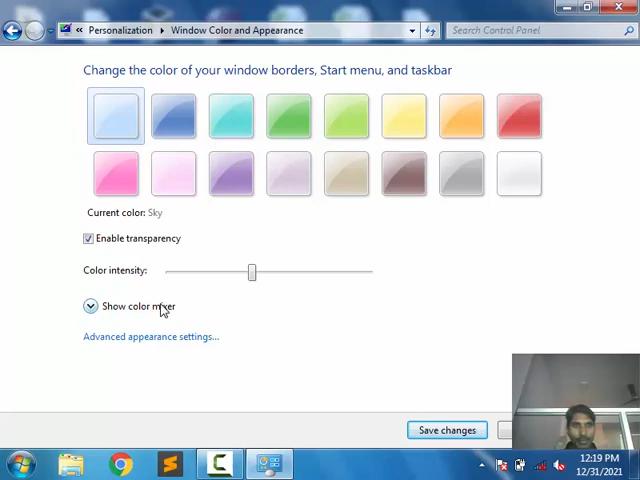 Personalization ▸ Window Color and Appearance
Search Control Panel
Change the color of your window borders, Start menu, and taskbar
Current color: Sky
Enable transparency
Color intensity:
Show color mixer
Advanced appearance settings...
Save changes
12:19 PM
12/31/2021